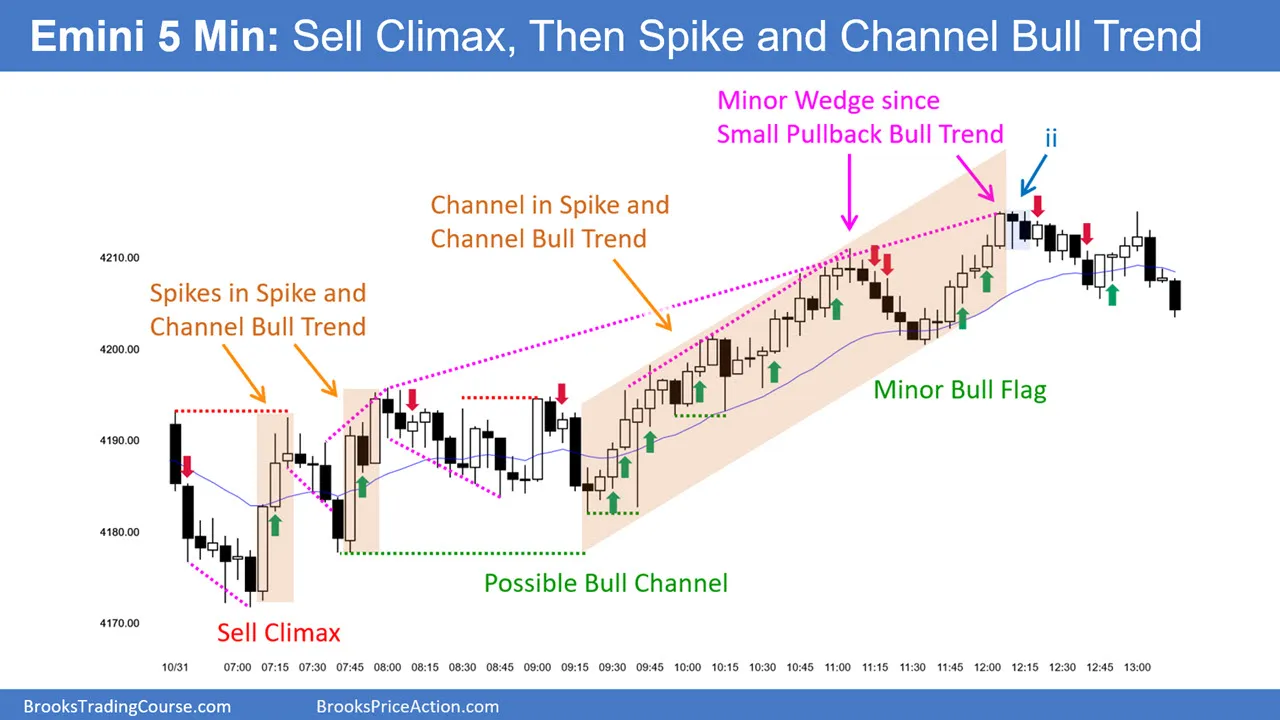 Emini 5 Min: Sell Climax, Then Spike and Channel Bull Trend
Minor Wedge since
Small Pullback Bull Trend
ii
Channel in Spike and
Channel Bull Trend
Spikes in Spike and
Channel Bull Trend
4210.00
4200.00
4190.00
4180.00
4170.00
Minor Bull Flag
Possible Bull Channel
Sell Climax
10/31 07:00 07:15 07:30 07:45 08:00 08:15 08:30 08:45 09:00 09:15 09:30 09:45 10:00 10:15 10:30 10:45 11:00 11:15 11:30 11:45 12:00 12:15 12:30 12:45 13:00
BrooksTradingCourse.com BrooksPriceAction.com